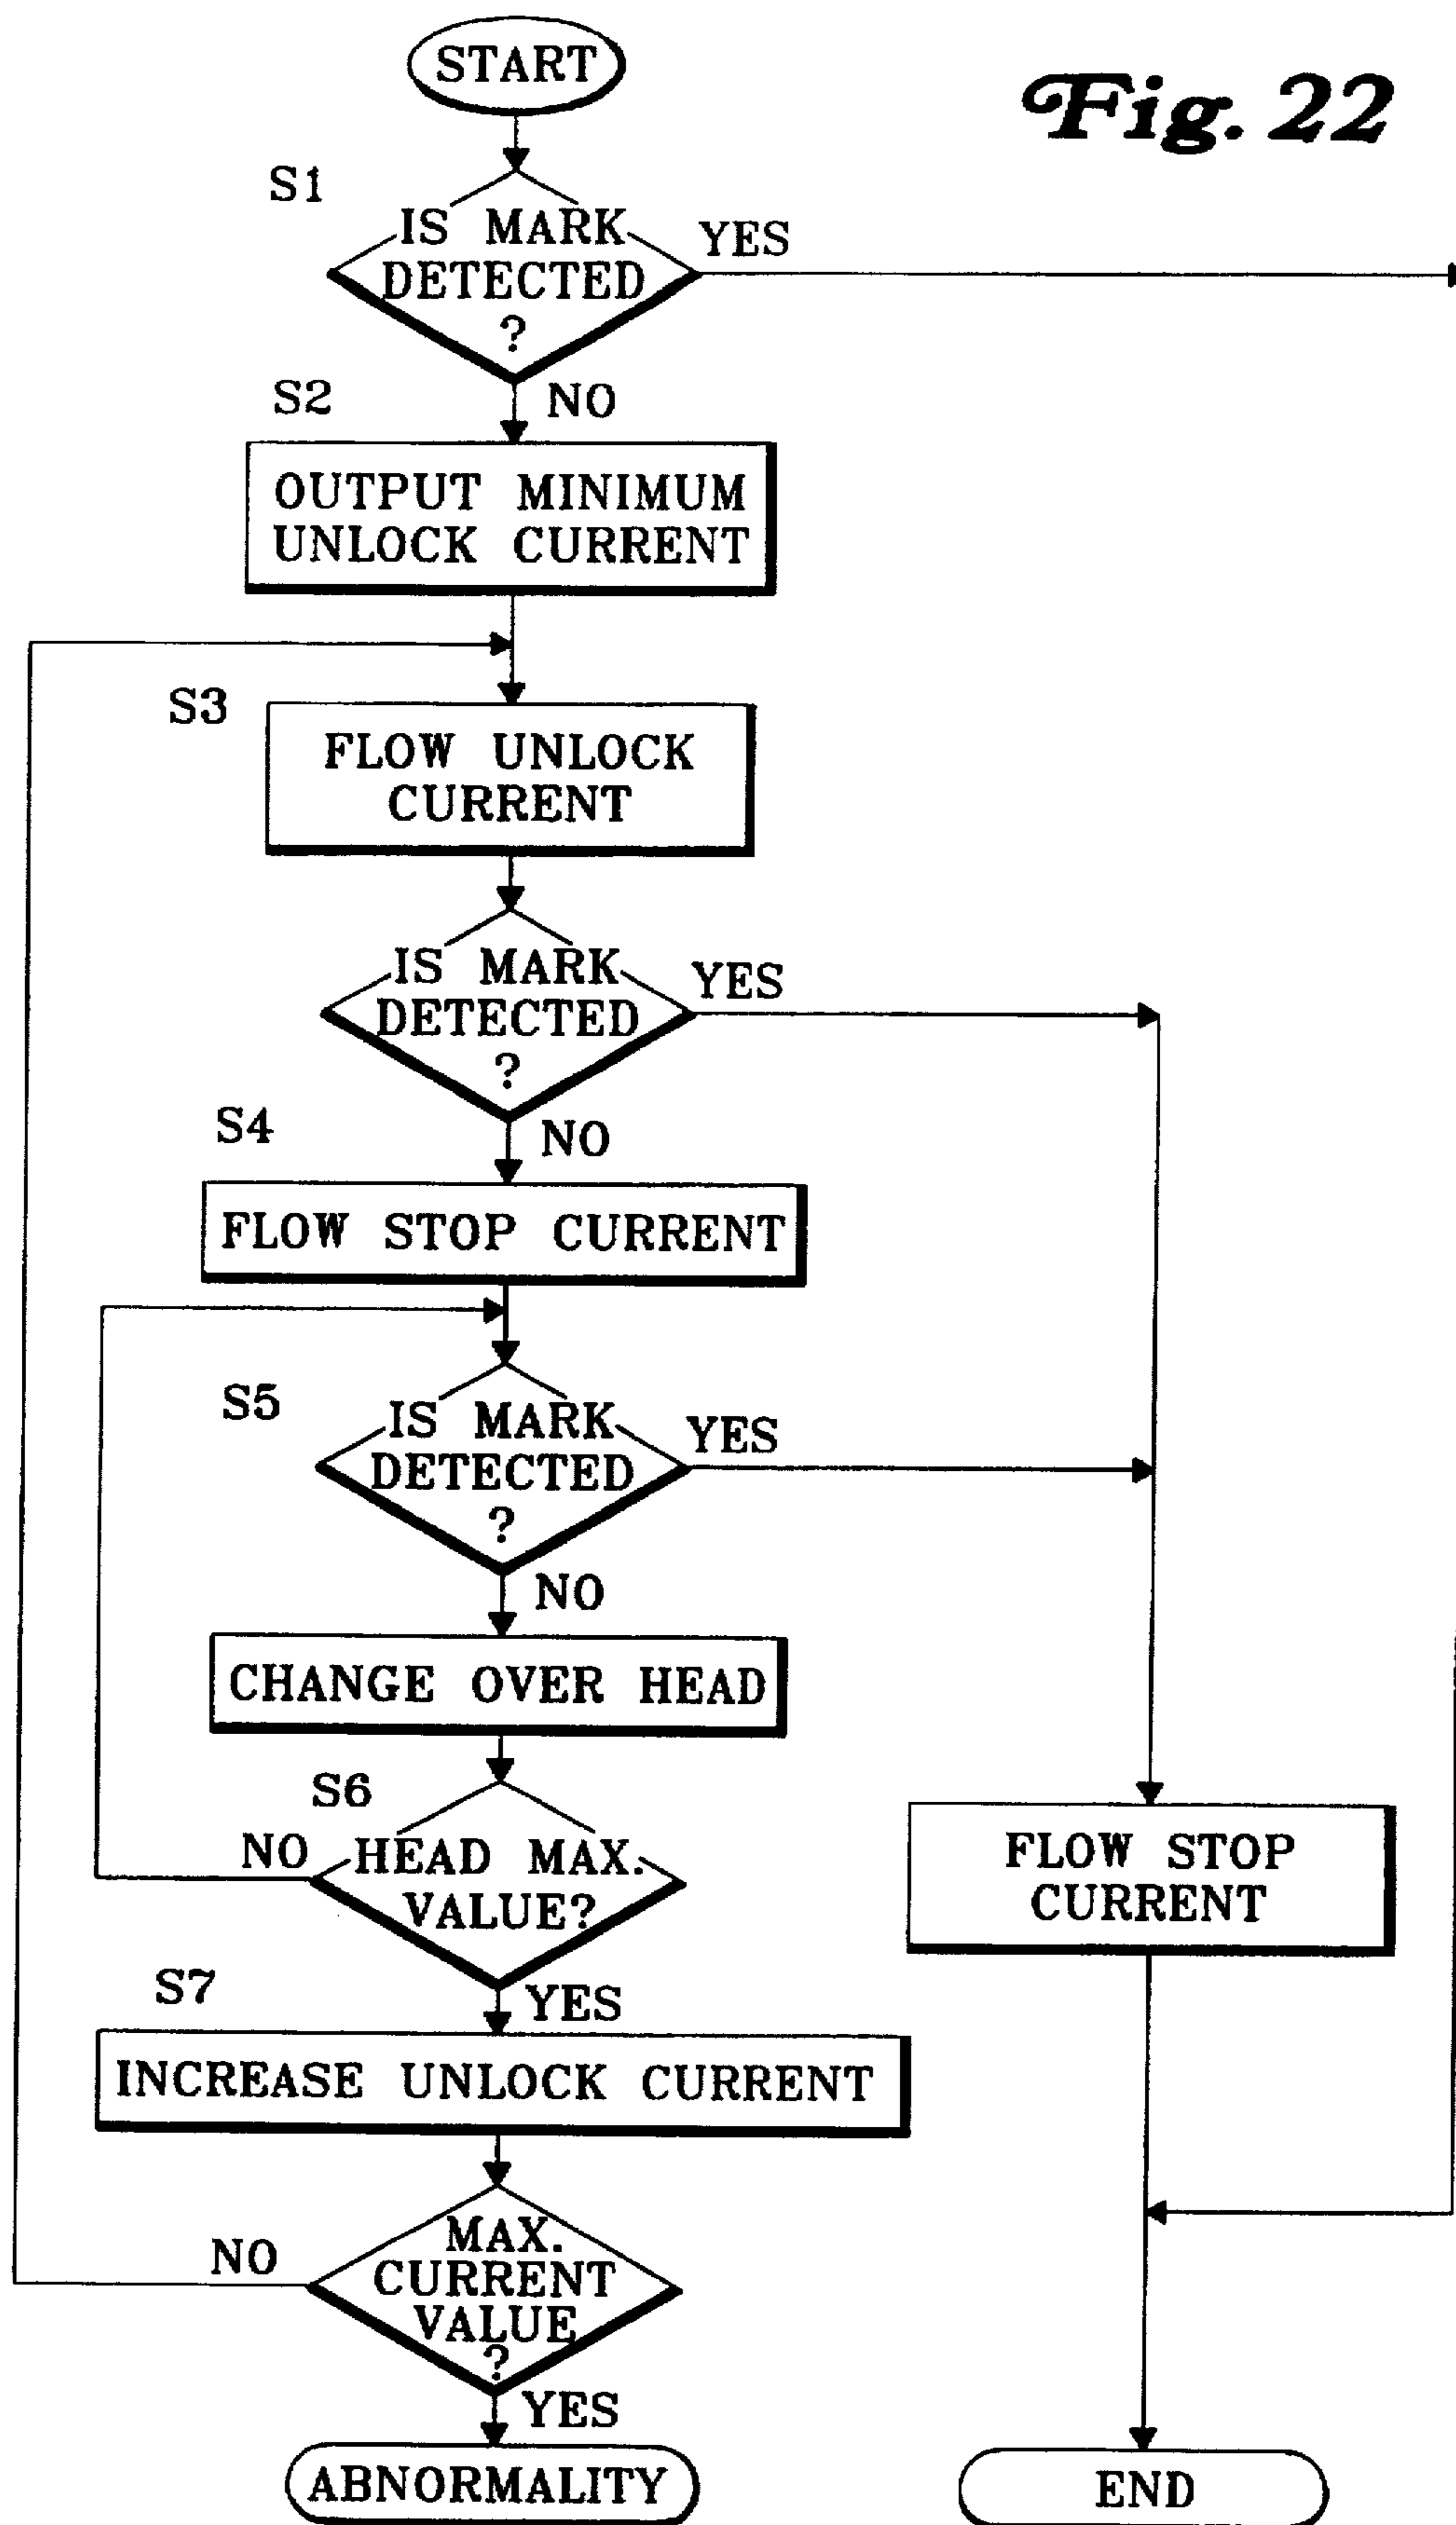 START
Fig. 22
S1
IS MARK
DETECTED
?
YES
NO
S2
OUTPUT MINIMUM
UNLOCK CURRENT
S3
FLOW UNLOCK
CURRENT
IS MARK
DETECTED
?
YES
NO
S4
FLOW STOP CURRENT
S5
IS MARK
DETECTED
?
YES
NO
CHANGE OVER HEAD
S6
HEAD MAX.
VALUE?
NO
YES
FLOW STOP
CURRENT
S7
INCREASE UNLOCK CURRENT
MAX.
CURRENT
VALUE
?
NO
YES
ABNORMALITY
END